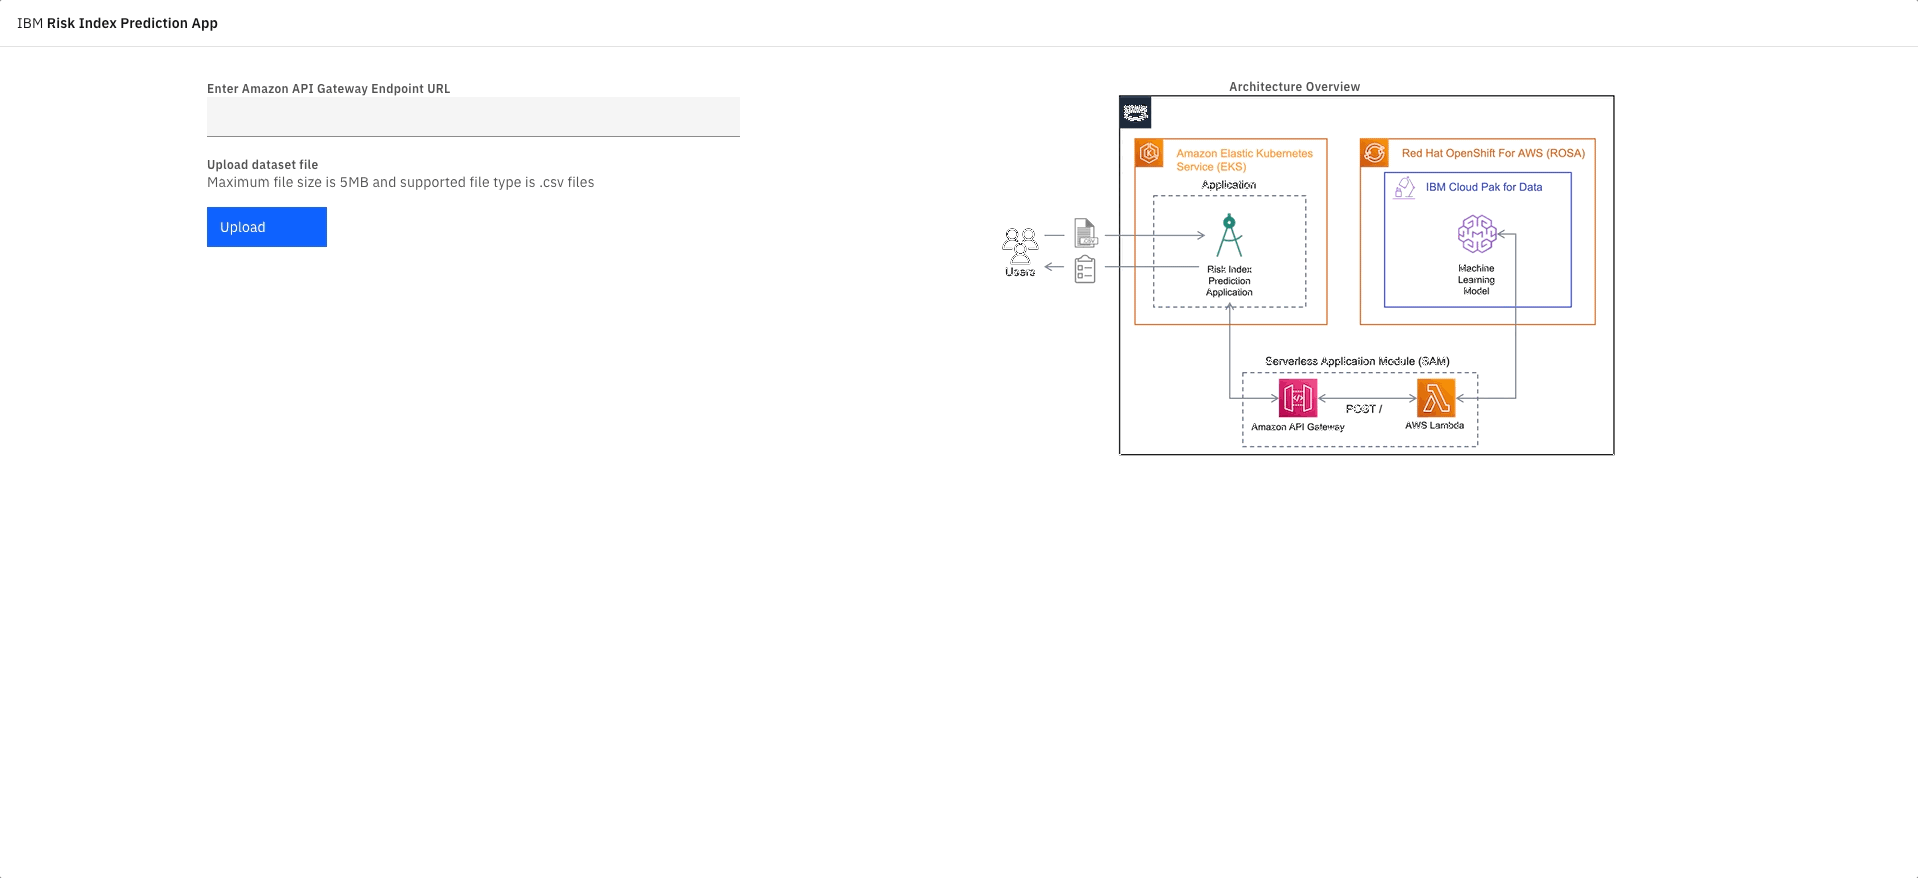 IBM Risk Index Prediction App
Enter Amazon API Gateway Endpoint URL
Upload dataset file
Maximum file size is 5MB and supported file type is .csv files
Upload
Architecture Overview
Amazon Elastic Kubernetes
Service (EKS)
Application
Red Hat OpenShift For AWS (ROSA)
IBM Cloud Pak for Data
Users
CSV
Risk Index
Prediction
Application
Machine
Learning
Model
Serverless Application Module (SAM)
POST /
Amazon API Gateway
AWS Lambda